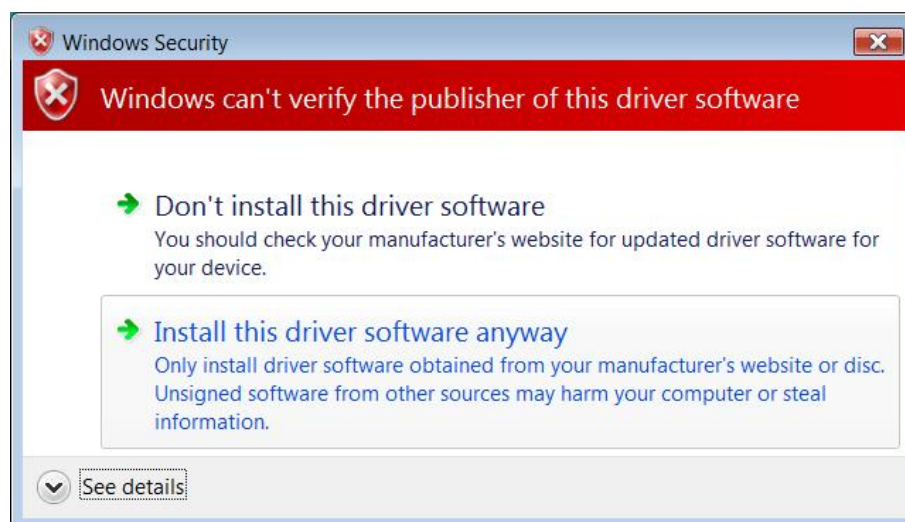 Windows Security
Windows can't verify the publisher of this driver software
Don't install this driver software
You should check your manufacturer's website for updated driver software for
your device.
Install this driver software anyway
Only install driver software obtained from your manufacturer's website or disc.
Unsigned software from other sources may harm your computer or steal
information.
See details